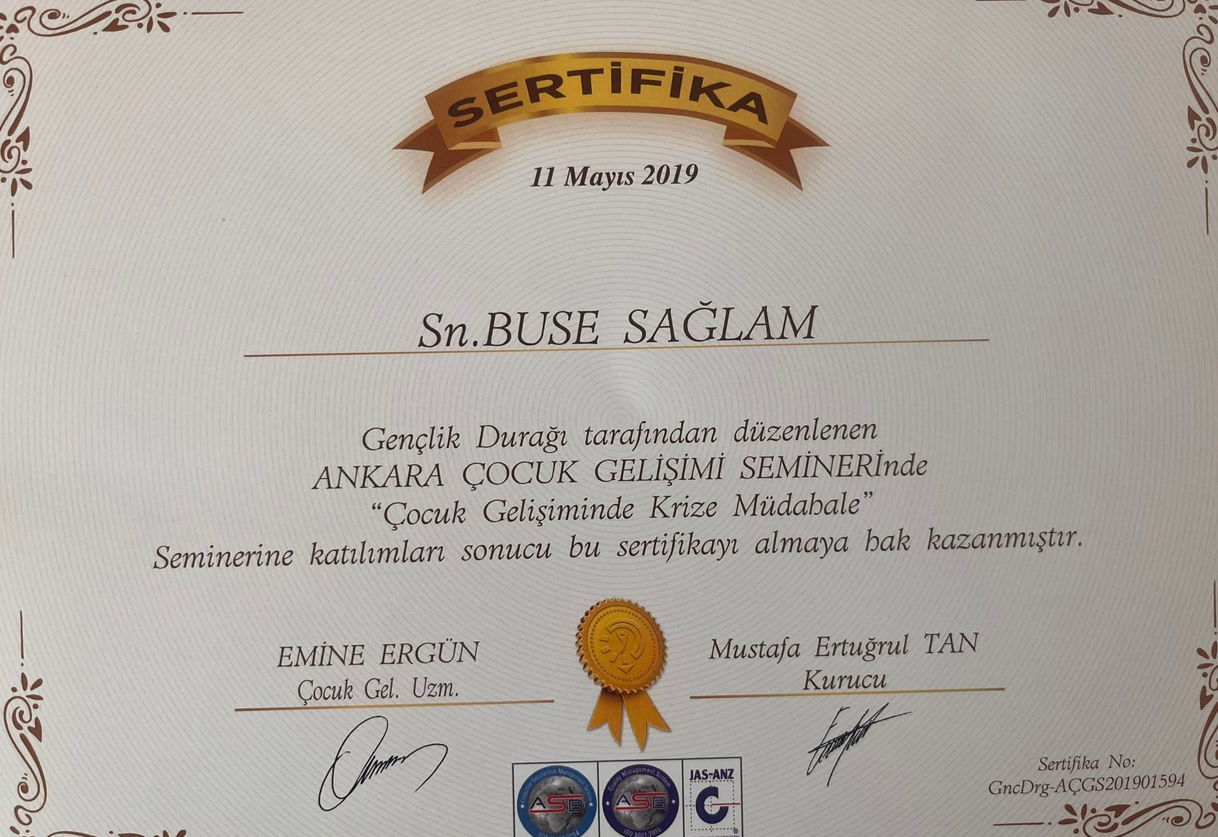 SERTİFİKA
11 Mayıs 2019
Sn.BUSE SAĞLAM
Gençlik Durağı tarafından düzenlenen
ANKARA ÇOCUK GELİŞİMİ SEMİNERİnde
“Çocuk Gelişiminde Krize Müdahale”
Seminerine katılımları sonucu bu sertifikayı almaya hak kazanmıştır.
EMİNE ERGÜN
Çocuk Gel. Uzm.
Mustafa Ertuğrul TAN
Kurucu
ASB
ASB
JAS-ANZ
C
Sertifika No:
GncDrg-AÇGS201901594